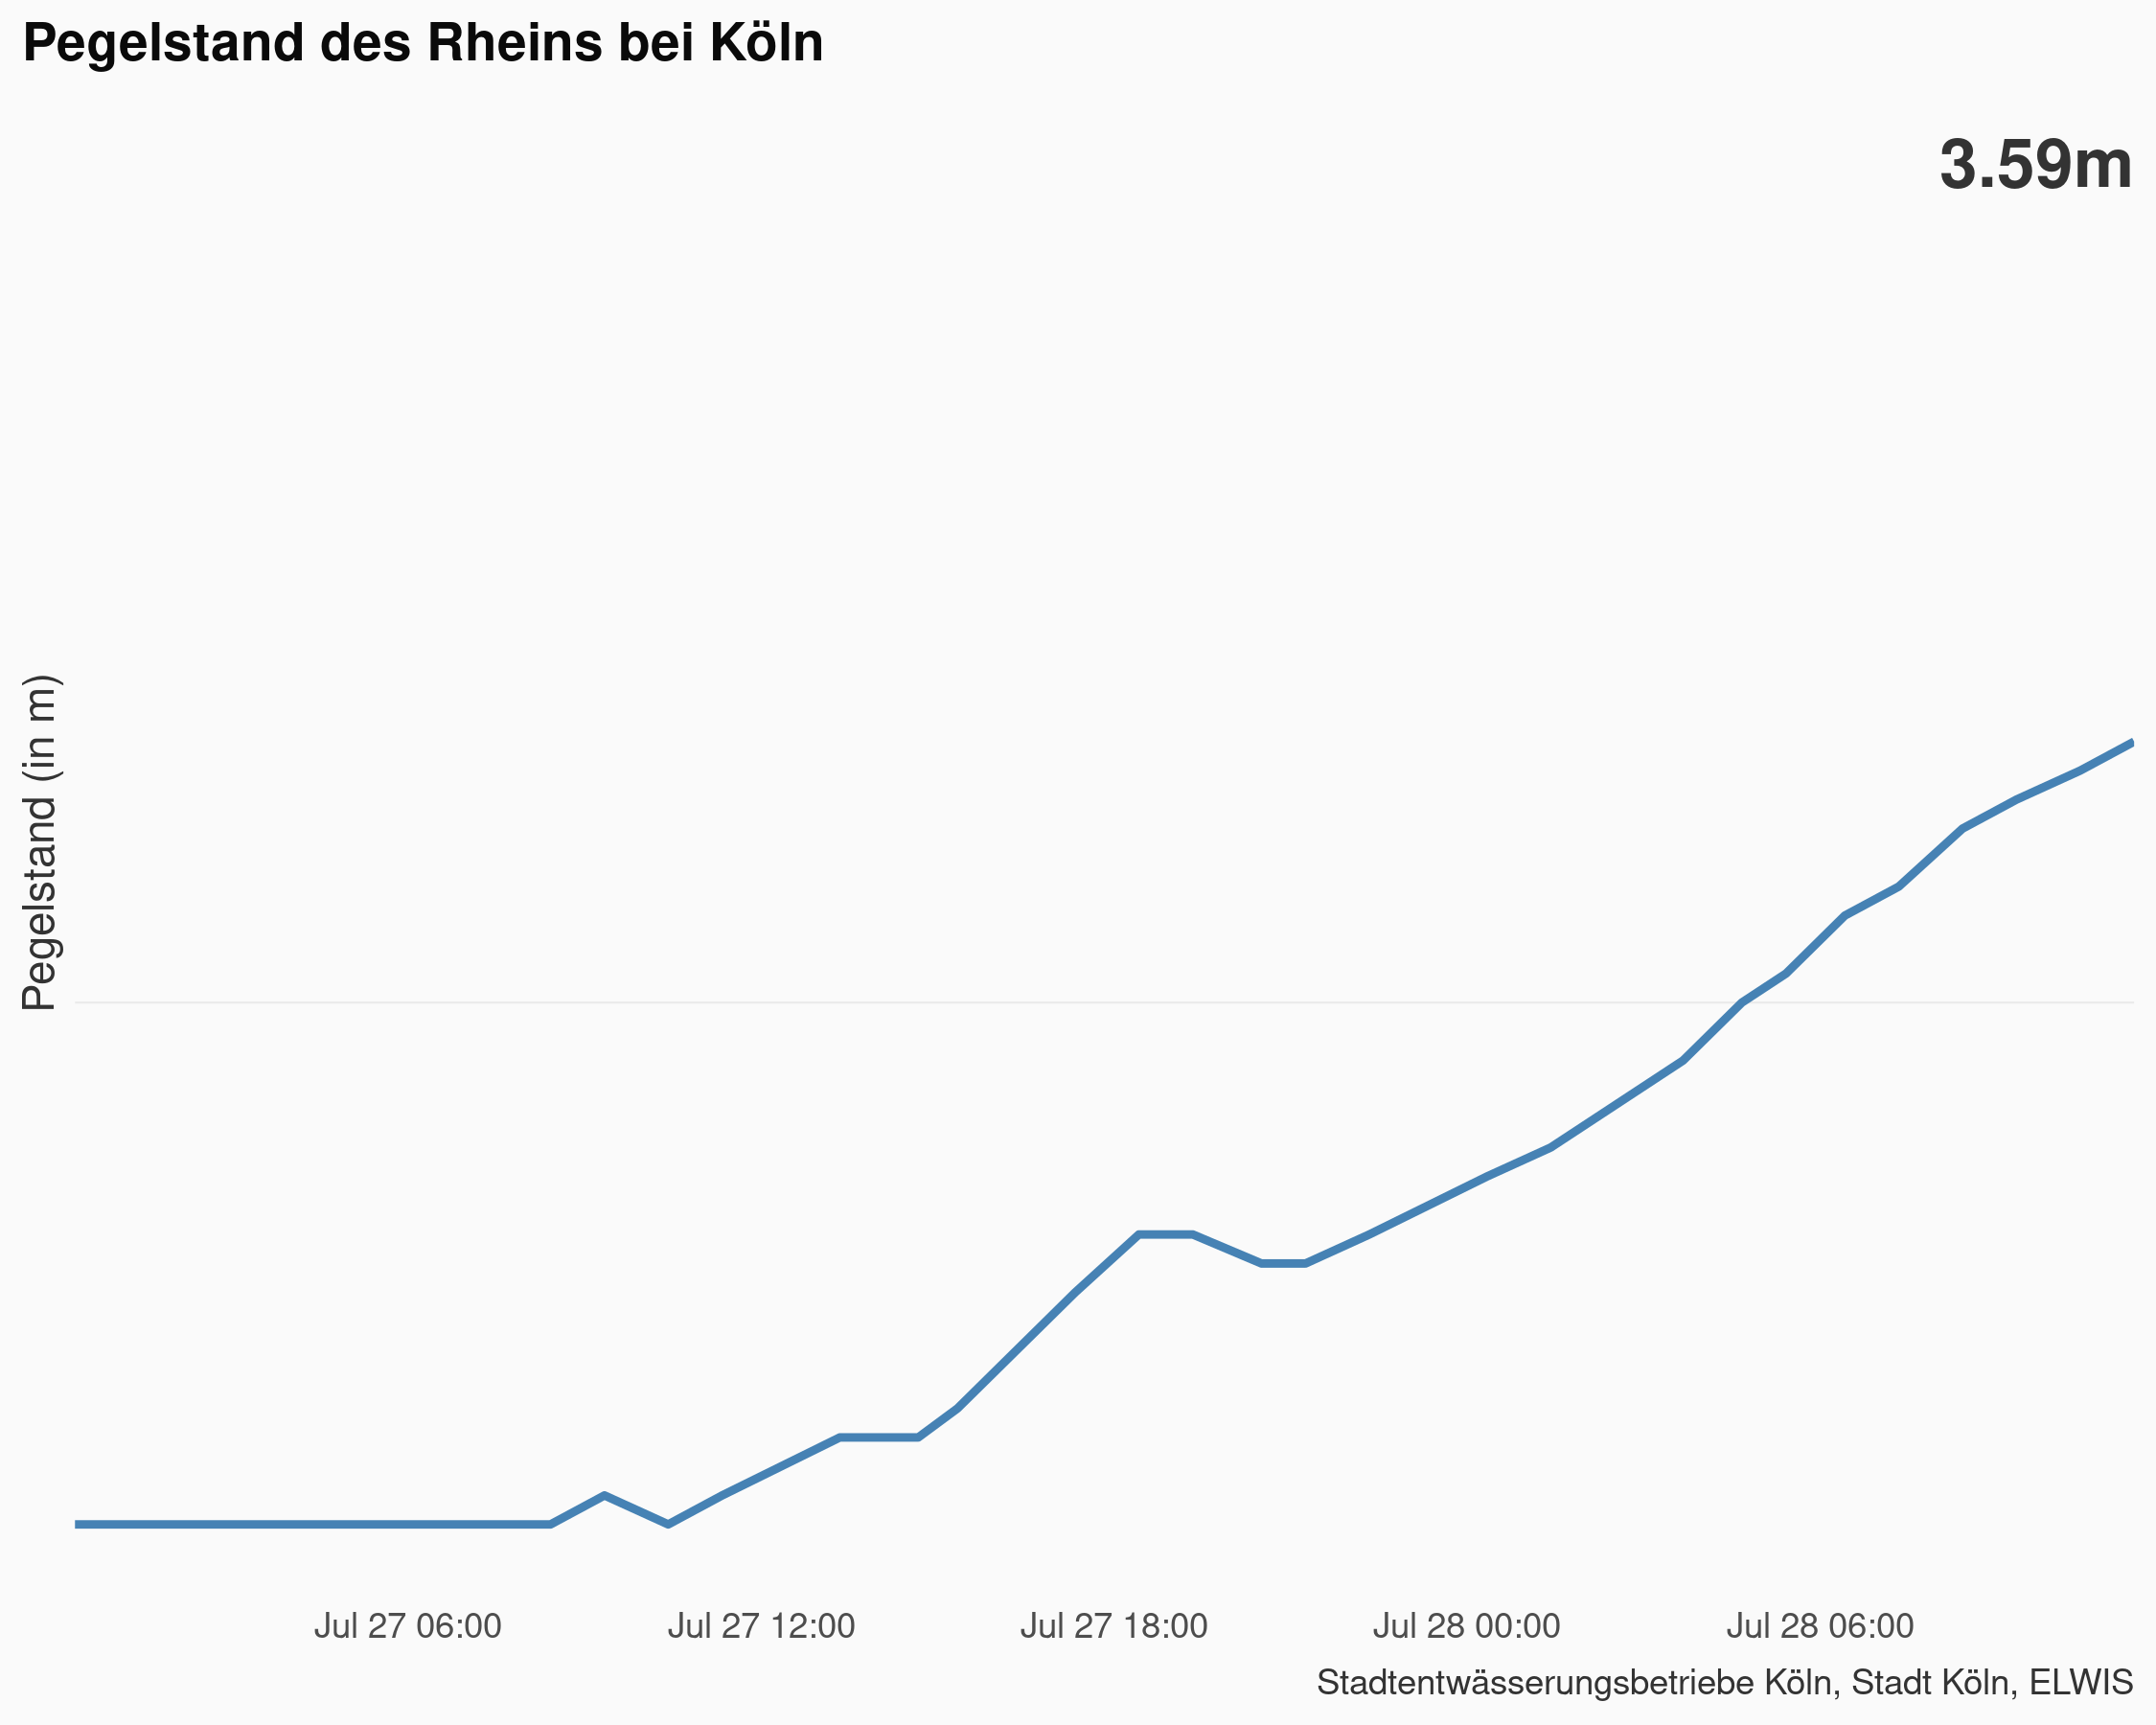 Pegelstand des Rheins bei Köln
3.59m
Pegelstand (in m)
Jul 27 06:00
Jul 27 12:00
Jul 27 18:00
Jul 28 00:00
Jul 28 06:00
Stadtentwässerungsbetriebe Köln, Stadt Köln, ELWIS